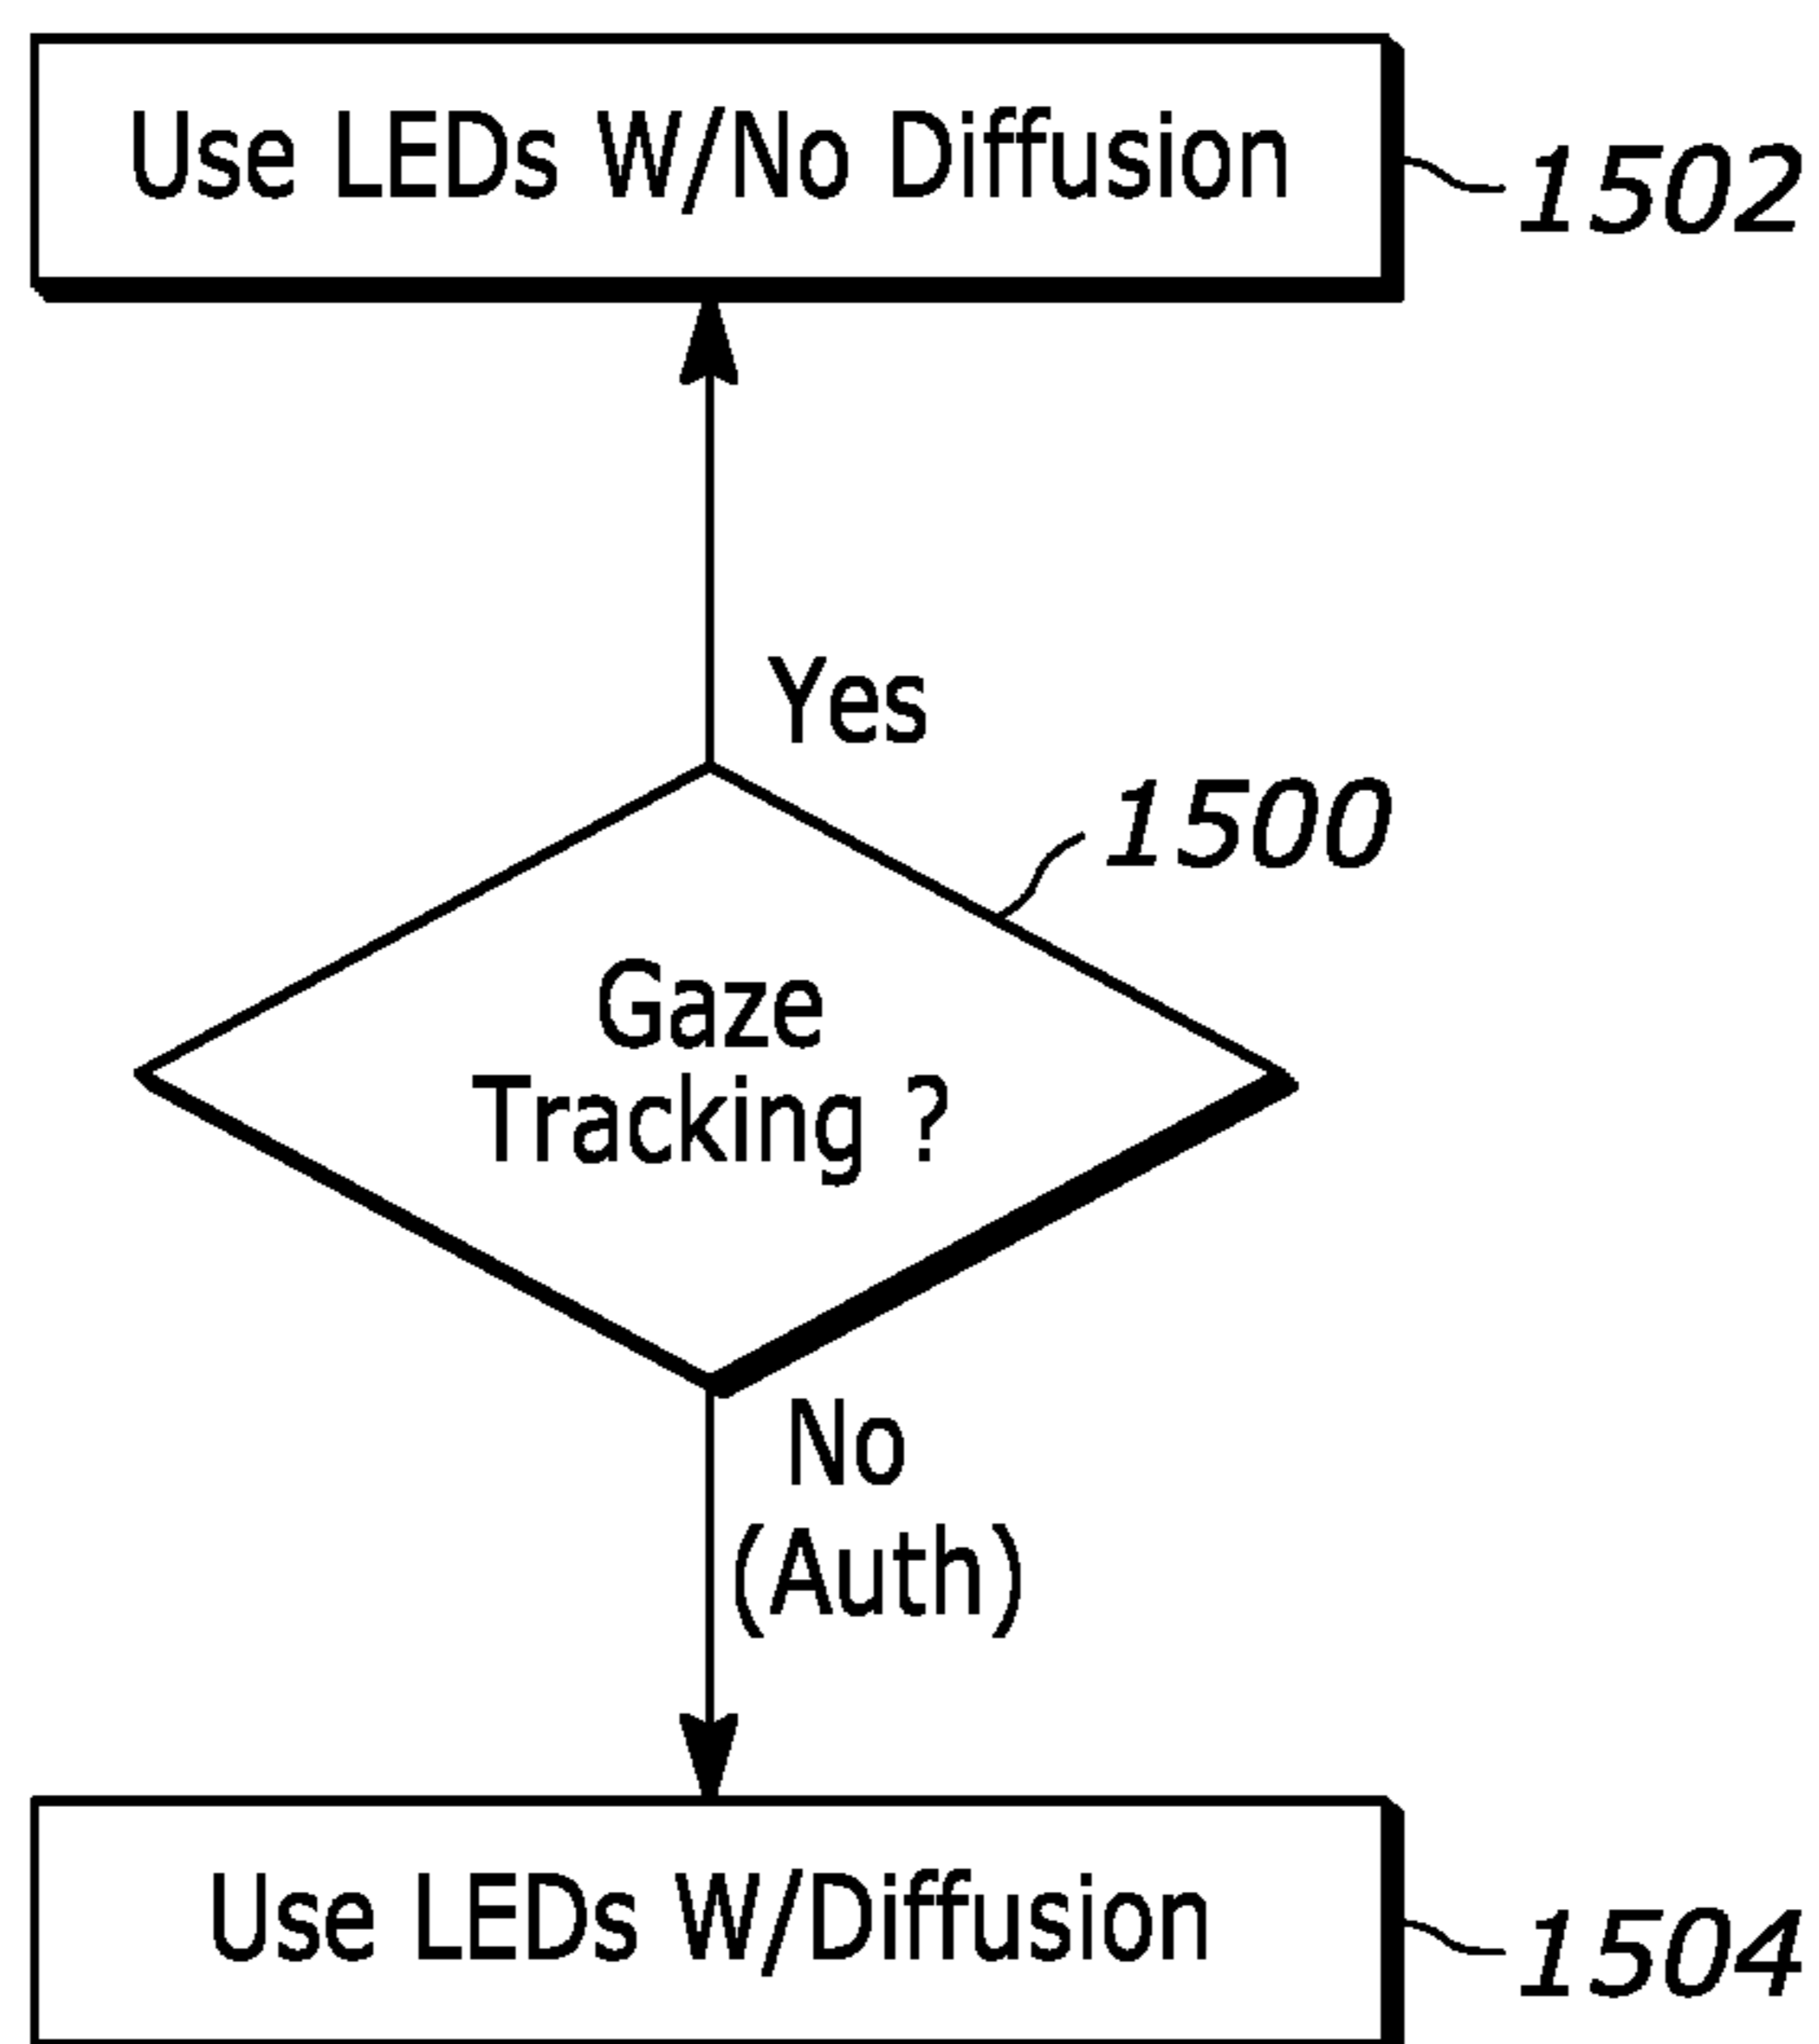 Use LEDs W/No Diffusion
1502
Yes
1500
Gaze
Tracking ?
No
(Auth)
Use LEDs W/Diffusion
1504